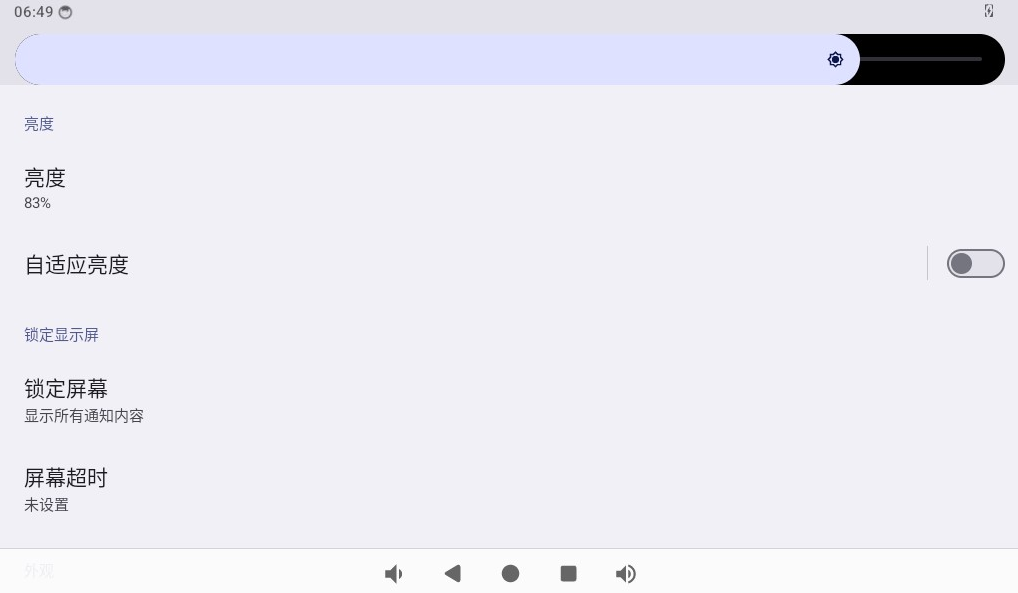 06:49
亮度
亮度
83%
自适应亮度
锁定显示屏
锁定屏幕
显示所有通知内容
屏幕超时
未设置
外观